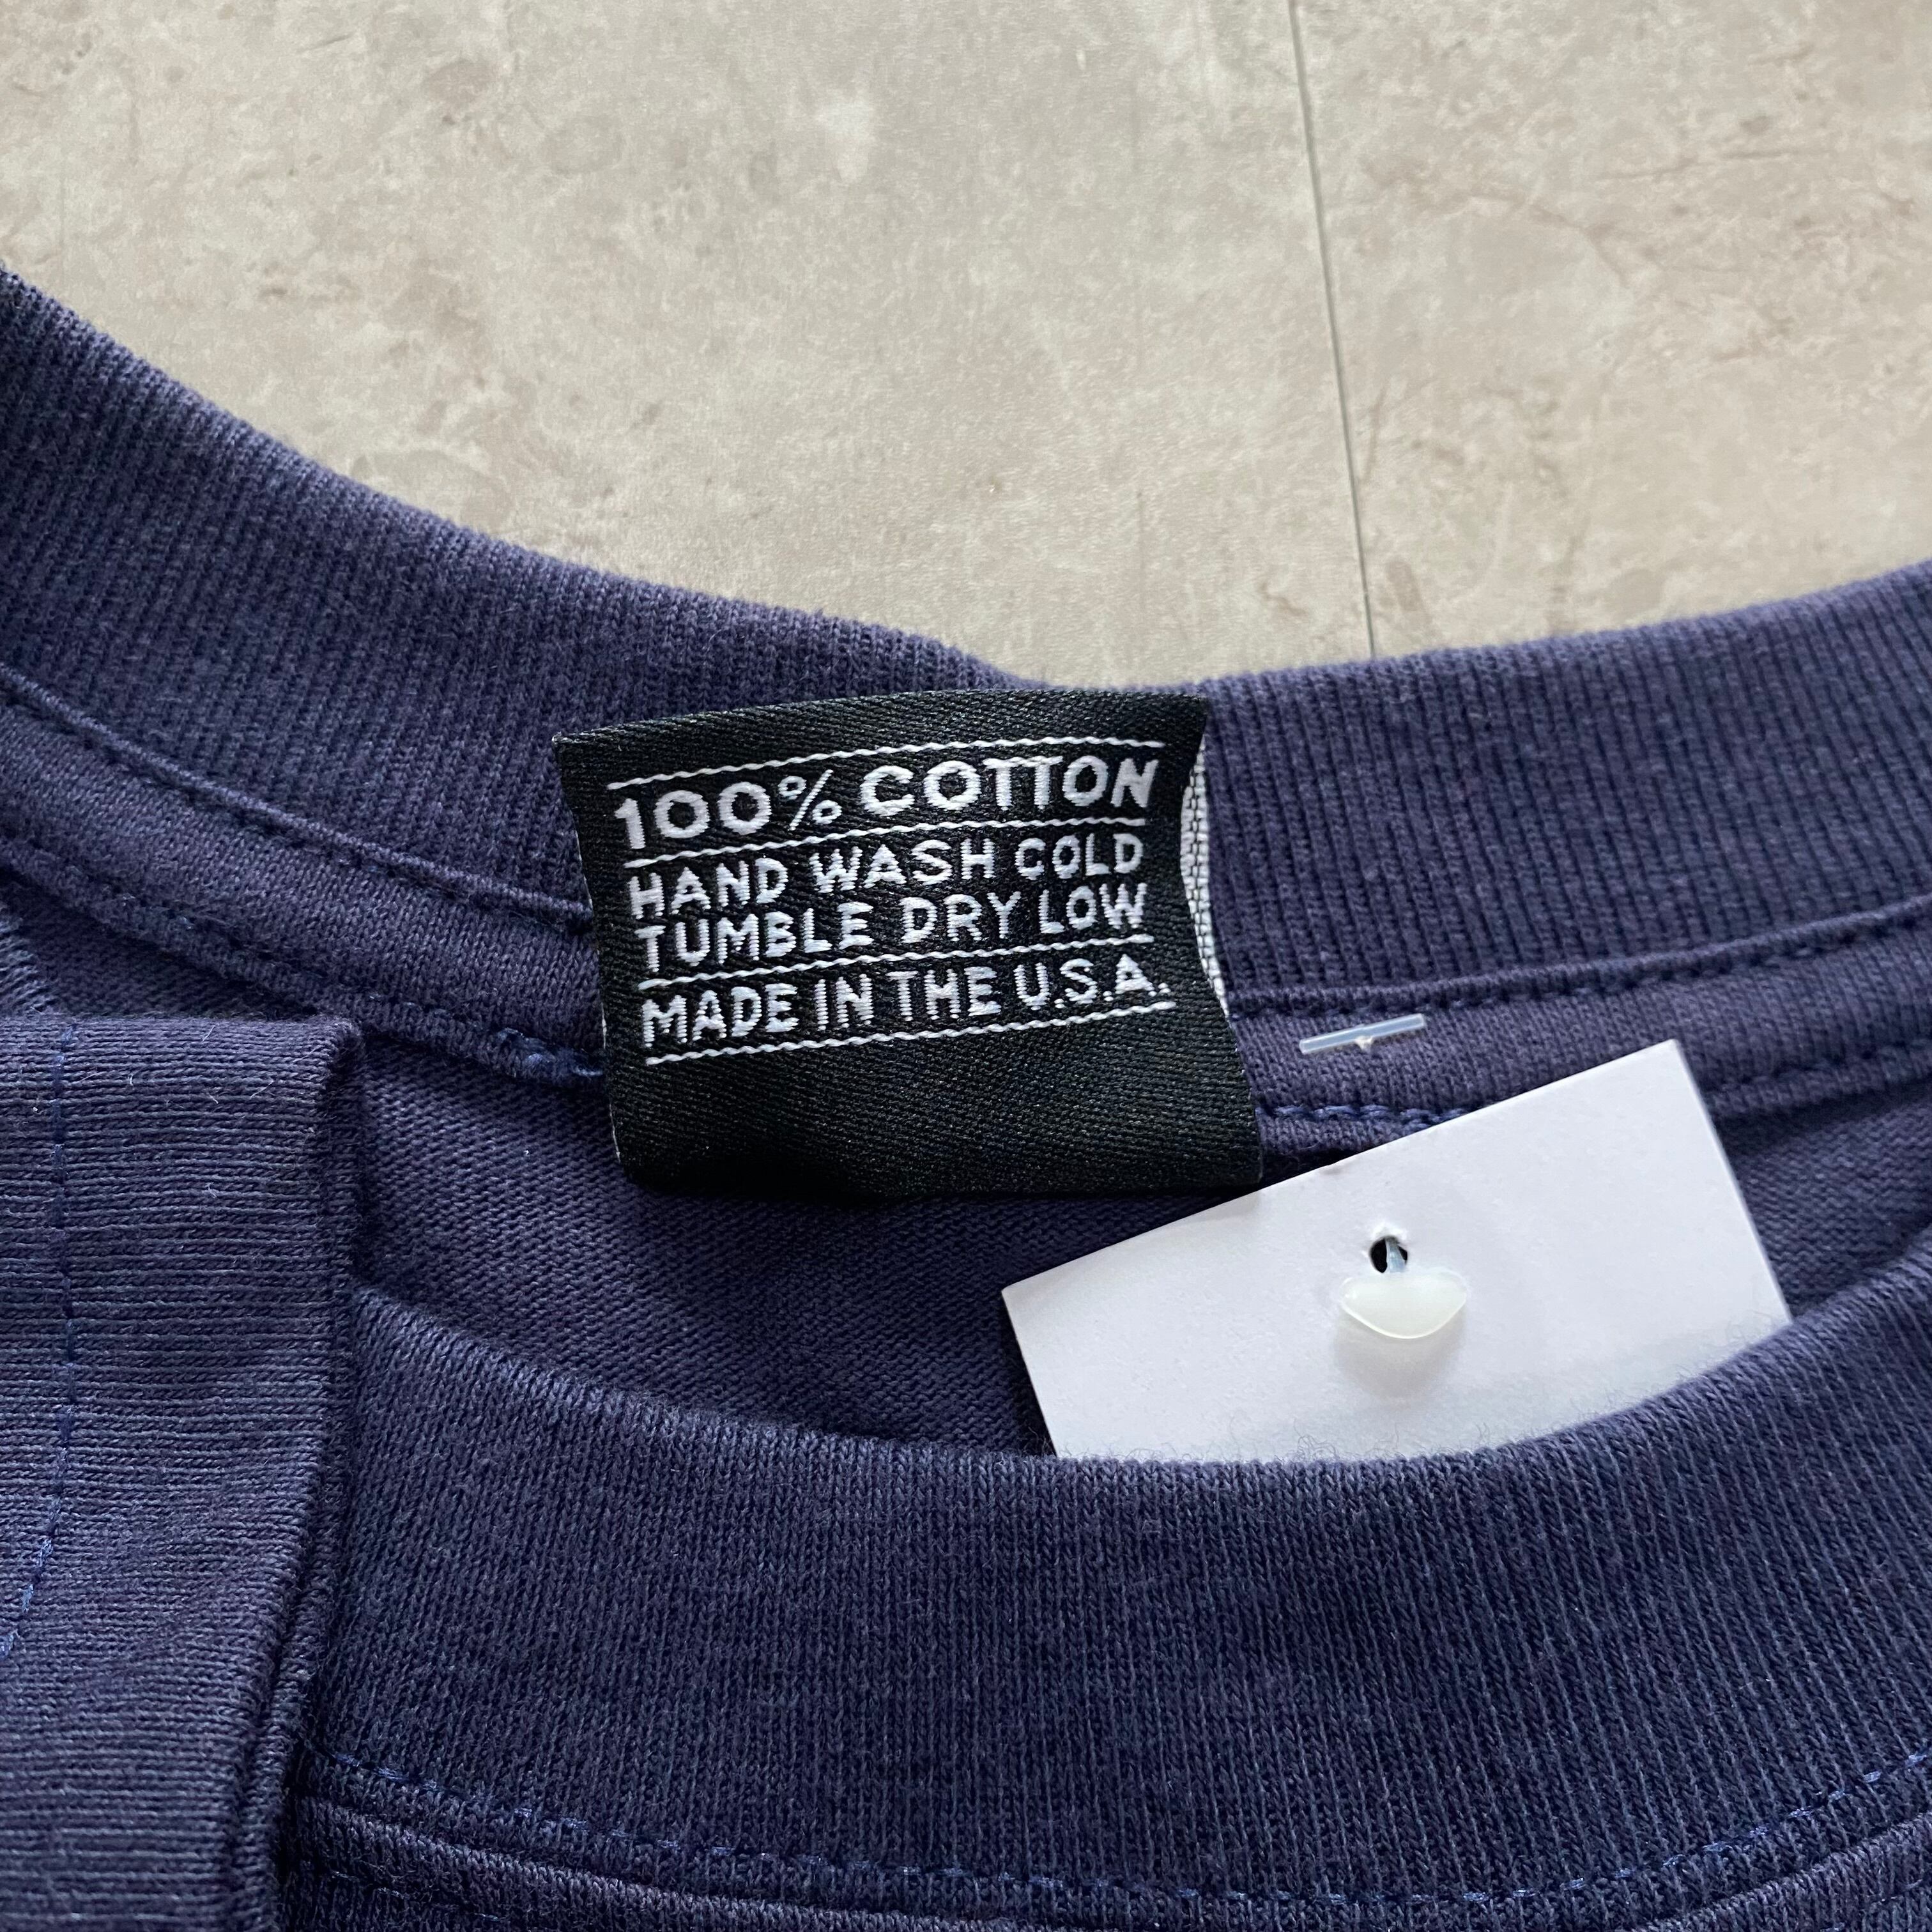 100% COTTON
HAND WASH COLD
TUMBLE DRY LOW
MADE IN THE U.S.A.